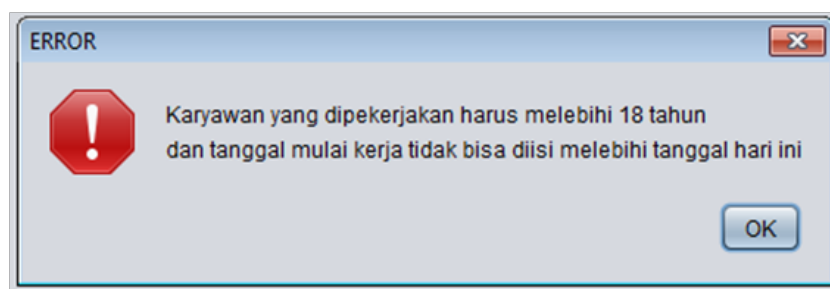 ERROR
Karyawan yang dipekerjakan harus melebihi 18 tahun
dan tanggal mulai kerja tidak bisa diisi melebihi tanggal hari ini
OK